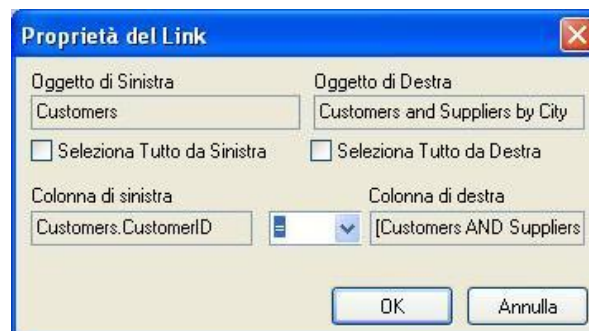 Proprietà del Link
Oggetto di Sinistra Oggetto di Destra
Customers Customers and Suppliers by City
Seleziona Tutto da Sinistra Seleziona Tutto da Destra
Colonna di sinistra Colonna di destra
Customers.CustomerID = [Customers AND Suppliers
OK Annulla